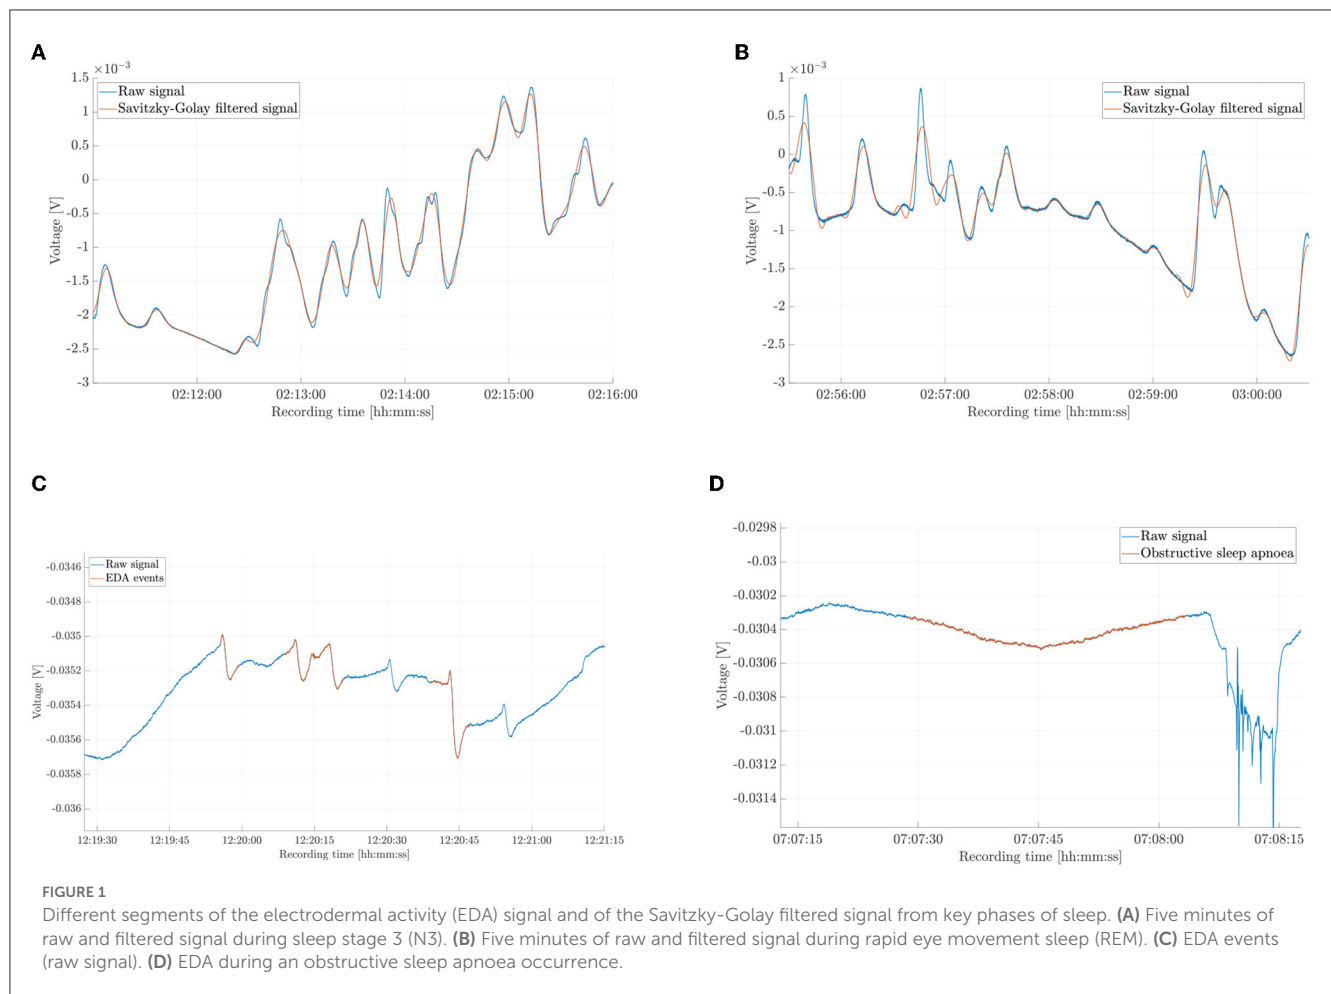 A
×10⁻³
1.5
1
0.5
0
-0.5
-1
-1.5
-2
-2.5
-3
Voltage [V]
Raw signal
Savitzky-Golay filtered signal
02:12:00 02:13:00 02:14:00 02:15:00 02:16:00
Recording time [hh:mm:ss]
B
×10⁻³
1
0.5
0
-0.5
-1
-1.5
-2
-2.5
-3
Voltage [V]
Raw signal
Savitzky-Golay filtered signal
02:56:00 02:57:00 02:58:00 02:59:00 03:00:00
Recording time [hh:mm:ss]
C
-0.0346
-0.0348
-0.035
-0.0352
-0.0354
-0.0356
-0.0358
-0.036
Voltage [V]
Raw signal
EDA events
12:19:30 12:19:45 12:20:00 12:20:15 12:20:30 12:20:45 12:21:00 12:21:15
Recording time [hh:mm:ss]
D
-0.0298
-0.03
-0.0302
-0.0304
-0.0306
-0.0308
-0.031
-0.0312
-0.0314
Voltage [V]
Raw signal
Obstructive sleep apnoea
07:07:15 07:07:30 07:07:45 07:08:00 07:08:15
Recording time [hh:mm:ss]
FIGURE 1
Different segments of the electrodermal activity (EDA) signal and of the Savitzky-Golay filtered signal from key phases of sleep. (A) Five minutes of
raw and filtered signal during sleep stage 3 (N3). (B) Five minutes of raw and filtered signal during rapid eye movement sleep (REM). (C) EDA events
(raw signal). (D) EDA during an obstructive sleep apnoea occurrence.